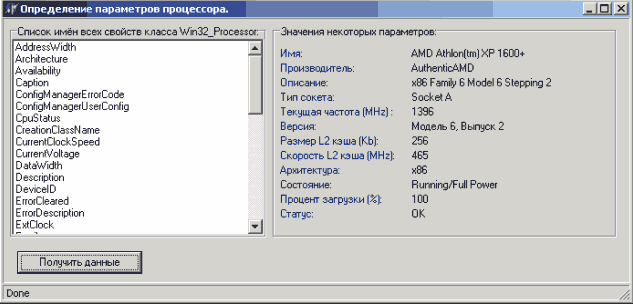 Определение параметров процессора.
Список имён всех свойств класса Win32_Processor:
AddressWidth
Architecture
Availability
Caption
ConfigManagerErrorCode
ConfigManagerUserConfig
CpuStatus
CreationClassName
CurrentClockSpeed
CurrentVoltage
DataWidth
Description
DeviceID
ErrorCleared
ErrorDescription
ExtClock
Значения некоторых параметров:
Имя: AMD Athlon(tm) XP 1600+
Производитель: AuthenticAMD
Описание: x86 Family 6 Model 6 Stepping 2
Тип сокета: Socket A
Текущая частота (MHz) : 1396
Версия: Модель 6, Выпуск 2
Размер L2 кэша (Kb): 256
Скорость L2 кэша (MHz): 465
Архитектура: x86
Состояние: Running/Full Power
Процент загрузки (%): 100
Статус: OK
Получить данные
Done